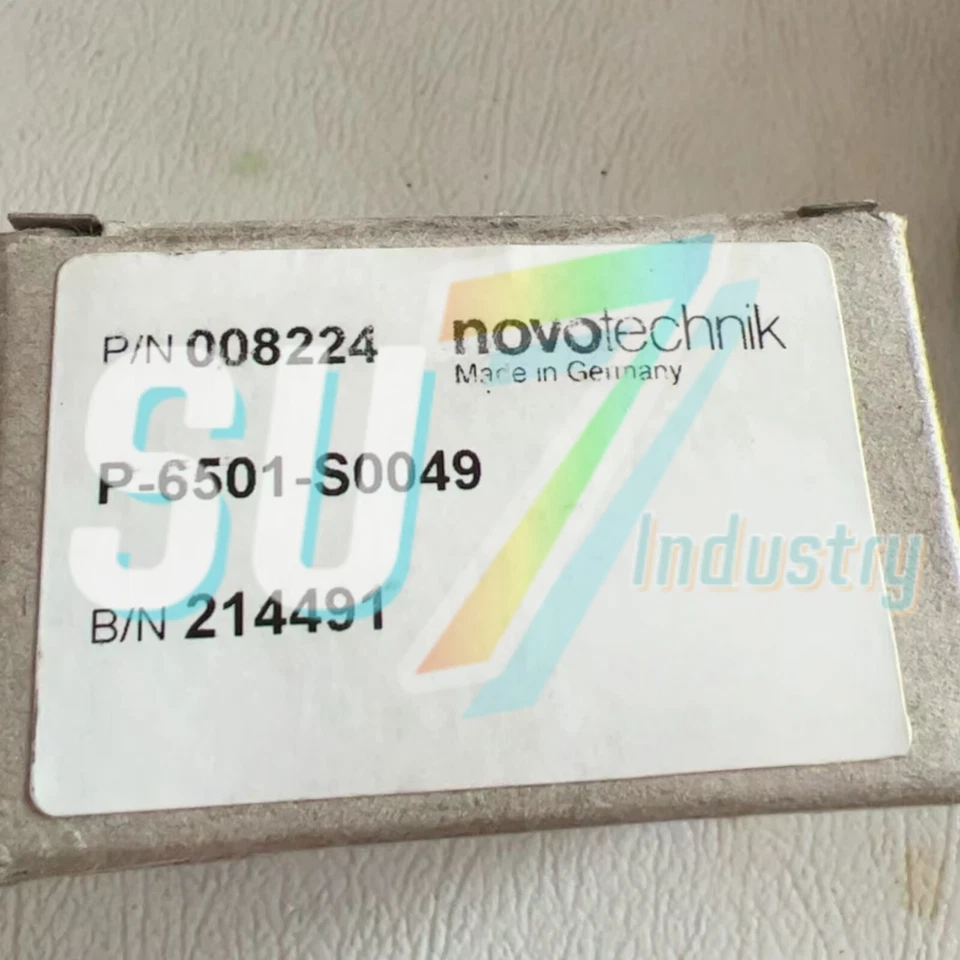 P/N 008224
novotechnik
Made in Germany
P-6501-S0049
B/N 214491
SU7
Industry